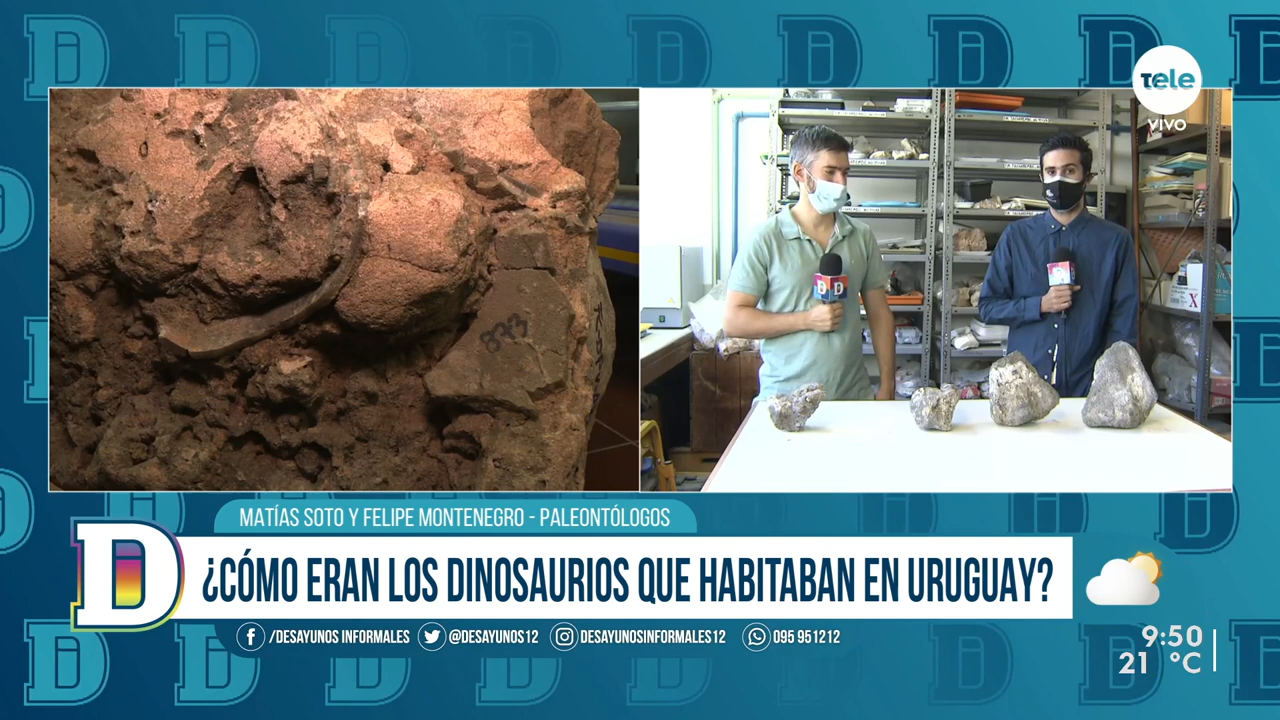 tele
VIVO
873
X
MATÍAS SOTO Y FELIPE MONTENEGRO - PALEONTÓLOGOS
D
¿CÓMO ERAN LOS DINOSAURIOS QUE HABITABAN EN URUGUAY?
/DESAYUNOS INFORMALES
@DESAYUNOS12
DESAYUNOSINFORMALES12
095 951212
9:50
21 °C